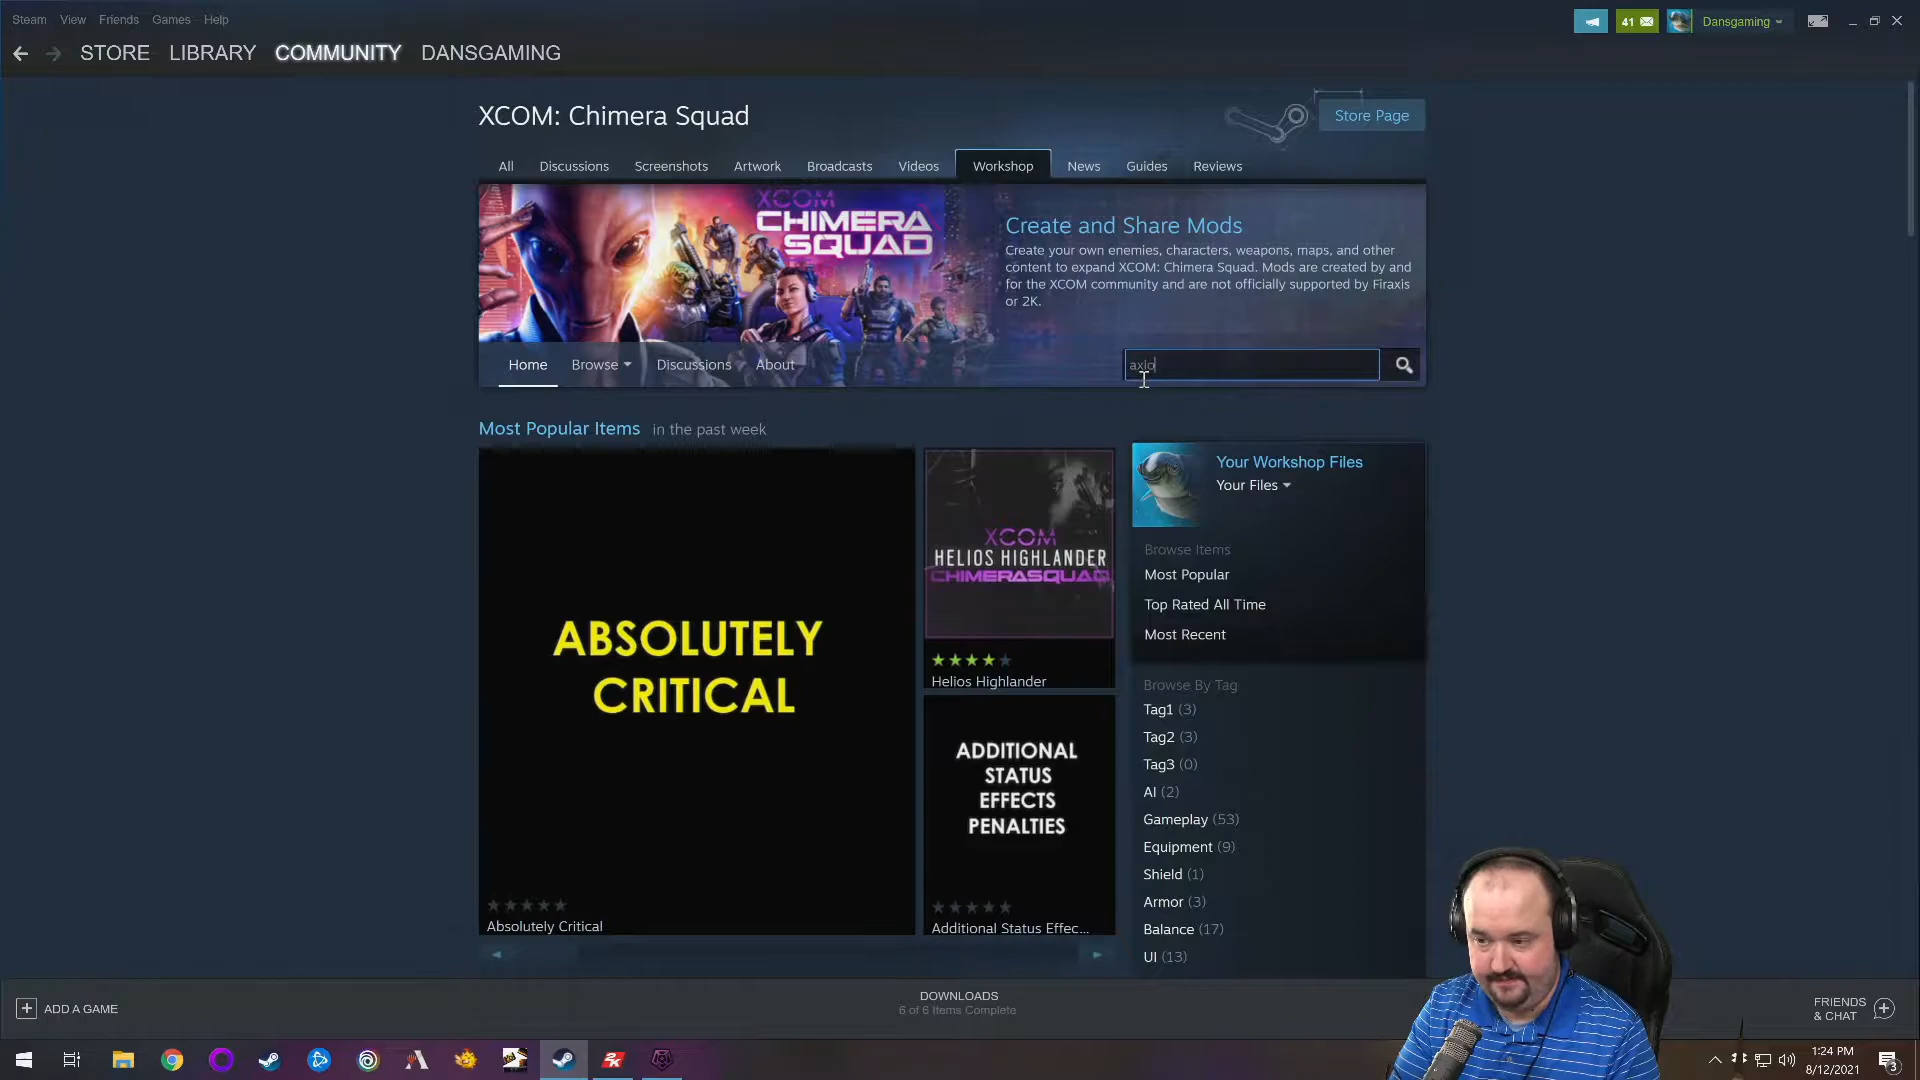 Steam View Friends Games Help
41 Dansgaming
STORE LIBRARY COMMUNITY DANSGAMING
XCOM: Chimera Squad
Store Page
All Discussions Screenshots Artwork Broadcasts Videos Workshop News Guides Reviews
XCOM
CHIMERA
SQUAD
Create and Share Mods
Create your own enemies, characters, weapons, maps, and other
content to expand XCOM: Chimera Squad. Mods are created by and
for the XCOM community and are not officially supported by Firaxis
or 2K.
Home Browse Discussions About
axio
Most Popular Items in the past week
ABSOLUTELY
CRITICAL
Absolutely Critical
XCOM
HELIOS HIGHLANDER
CHIMERASQUAD
Helios Highlander
ADDITIONAL
STATUS
EFFECTS
PENALTIES
Additional Status Effec...
Your Workshop Files
Your Files
Browse Items
Most Popular
Top Rated All Time
Most Recent
Browse By Tag
Tag1 (3)
Tag2 (3)
Tag3 (0)
AI (2)
Gameplay (53)
Equipment (9)
Shield (1)
Armor (3)
Balance (17)
UI (13)
ADD A GAME
DOWNLOADS
6 of 6 Items Complete
FRIENDS
& CHAT
2K
1:24 PM
8/12/2021
3